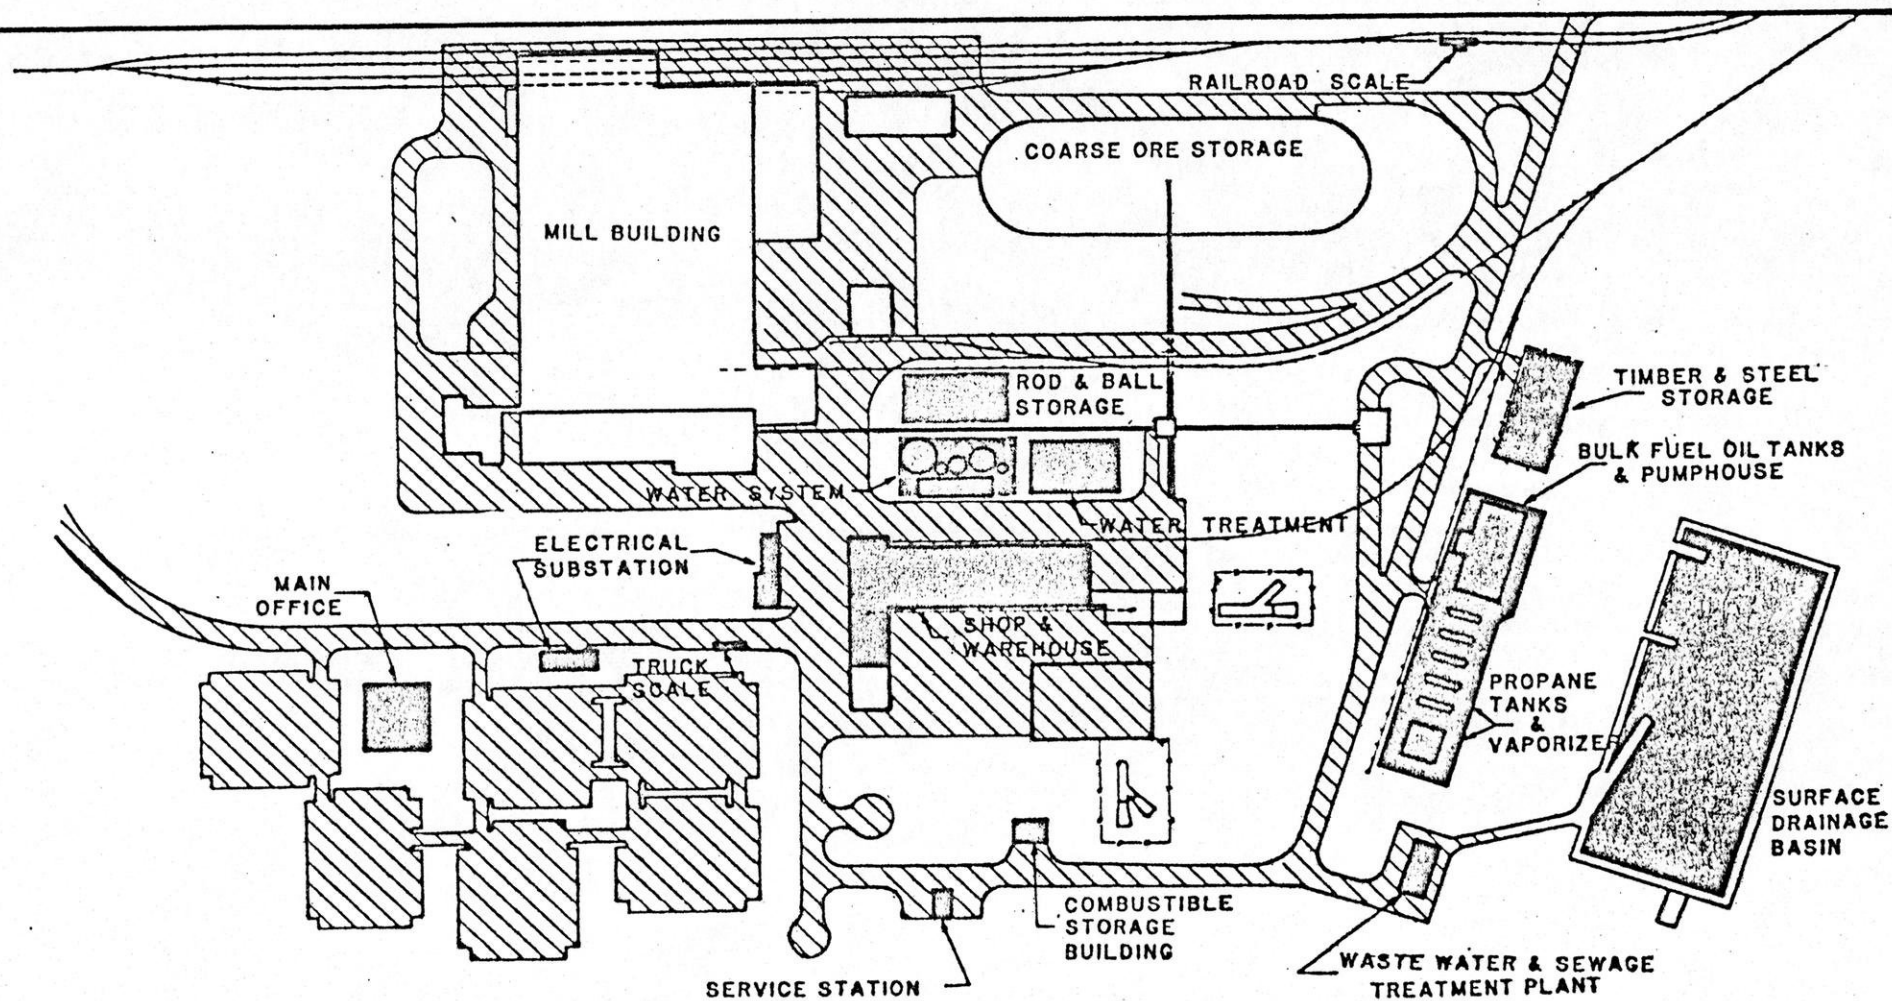 RAILROAD SCALE
COARSE ORE STORAGE
MILL BUILDING
ROD & BALL
STORAGE
TIMBER & STEEL
STORAGE
BULK FUEL OIL TANKS
& PUMPHOUSE
WATER SYSTEM
WATER TREATMENT
ELECTRICAL
SUBSTATION
MAIN
OFFICE
SHOP &
WAREHOUSE
TRUCK
SCALE
PROPANE
TANKS
&
VAPORIZER
SURFACE
DRAINAGE
BASIN
COMBUSTIBLE
STORAGE
BUILDING
SERVICE STATION
WASTE WATER & SEWAGE
TREATMENT PLANT